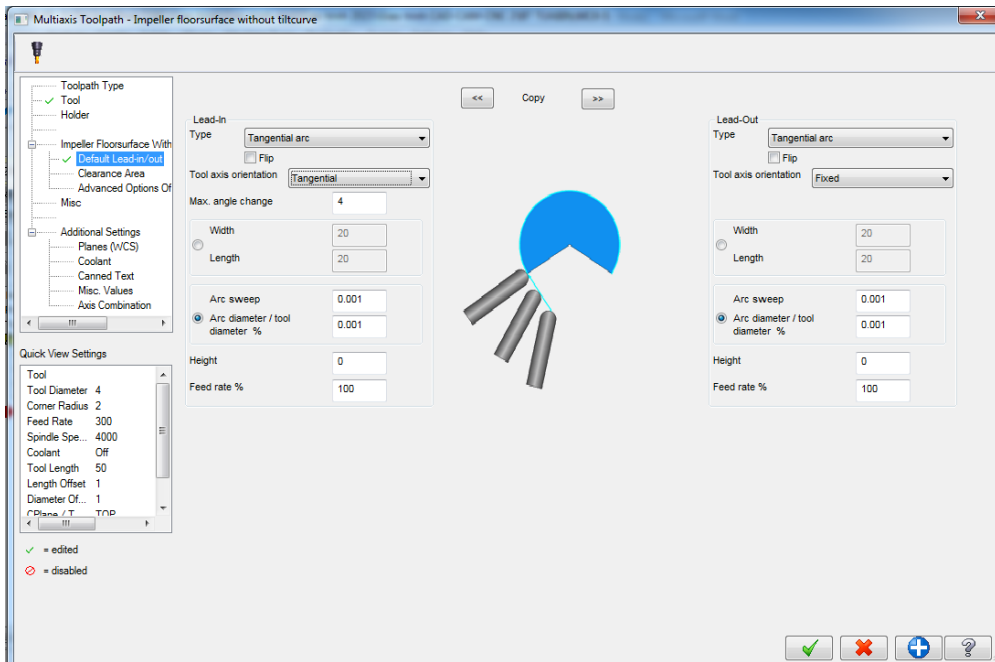 Multiaxis Toolpath - Impeller floorsurface without tiltcurve
Toolpath Type
Tool
Holder
Impeller Floorsurface With
Default Lead-in/out
Clearance Area
Advanced Options Of
Misc
Additional Settings
Planes (WCS)
Coolant
Canned Text
Misc. Values
Axis Combination
Quick View Settings
Tool
Tool Diameter 4
Corner Radius 2
Feed Rate 300
Spindle Spe... 4000
Coolant Off
Tool Length 50
Length Offset 1
Diameter Of... 1
CPlane / T... TOP
= edited
= disabled
<< Copy >>
Lead-In
Type Tangential arc
Flip
Tool axis orientation Tangential
Max. angle change 4
Width 20
Length 20
Arc sweep 0.001
Arc diameter / tool
diameter % 0.001
Height 0
Feed rate % 100
Lead-Out
Type Tangential arc
Flip
Tool axis orientation Fixed
Width 20
Length 20
Arc sweep 0.001
Arc diameter / tool
diameter % 0.001
Height 0
Feed rate % 100